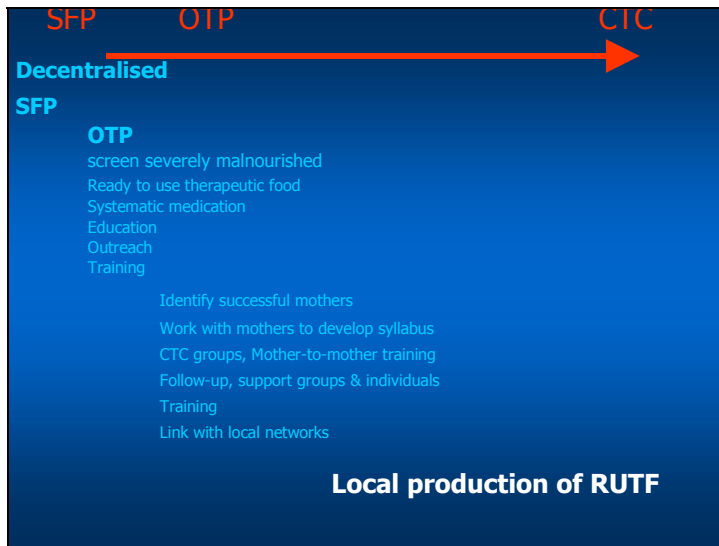 SFP OTP CTC
Decentralised
SFP
OTP
screen severely malnourished
Ready to use therapeutic food
Systematic medication
Education
Outreach
Training
Identify successful mothers
Work with mothers to develop syllabus
CTC groups, Mother-to-mother training
Follow-up, support groups & individuals
Training
Link with local networks
Local production of RUTF